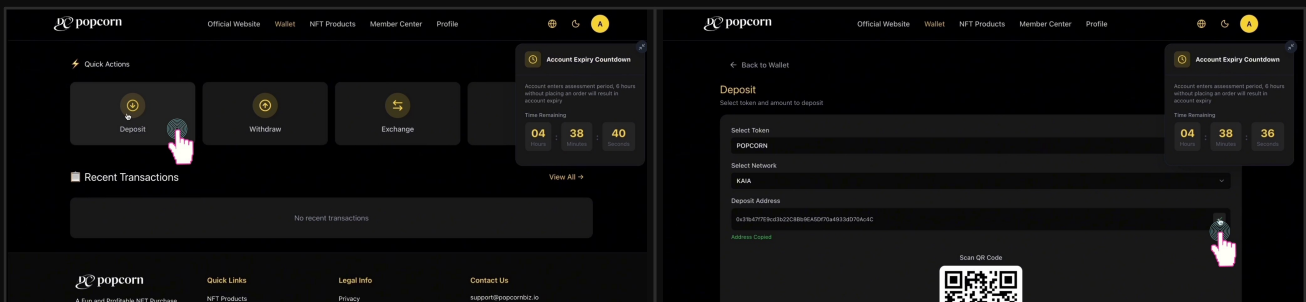 popcorn
Official Website Wallet NFT Products Member Center Profile
A
Quick Actions
Deposit
Withdraw
Exchange
Account Expiry Countdown
Account enters assessment period, 6 hours
without placing an order will result in
account expiry
Time Remaining
04 : 38 : 40
Hours Minutes Seconds
Recent Transactions
View All →
No recent transactions
popcorn
A Fun and Profitable NFT Purchase
Quick Links
NFT Products
Legal Info
Privacy
Contact Us
support@popcornbiz.io
popcorn
Official Website Wallet NFT Products Member Center Profile
A
← Back to Wallet
Deposit
Select token and amount to deposit
Select Token
POPCORN
Select Network
KAIA
Deposit Address
0x31b47f7E9cd3b22C8Bb9EA5Df70a4933dD70Ac4C
Address Copied
Scan QR Code
Account Expiry Countdown
Account enters assessment period, 6 hours
without placing an order will result in
account expiry
Time Remaining
04 : 38 : 36
Hours Minutes Seconds